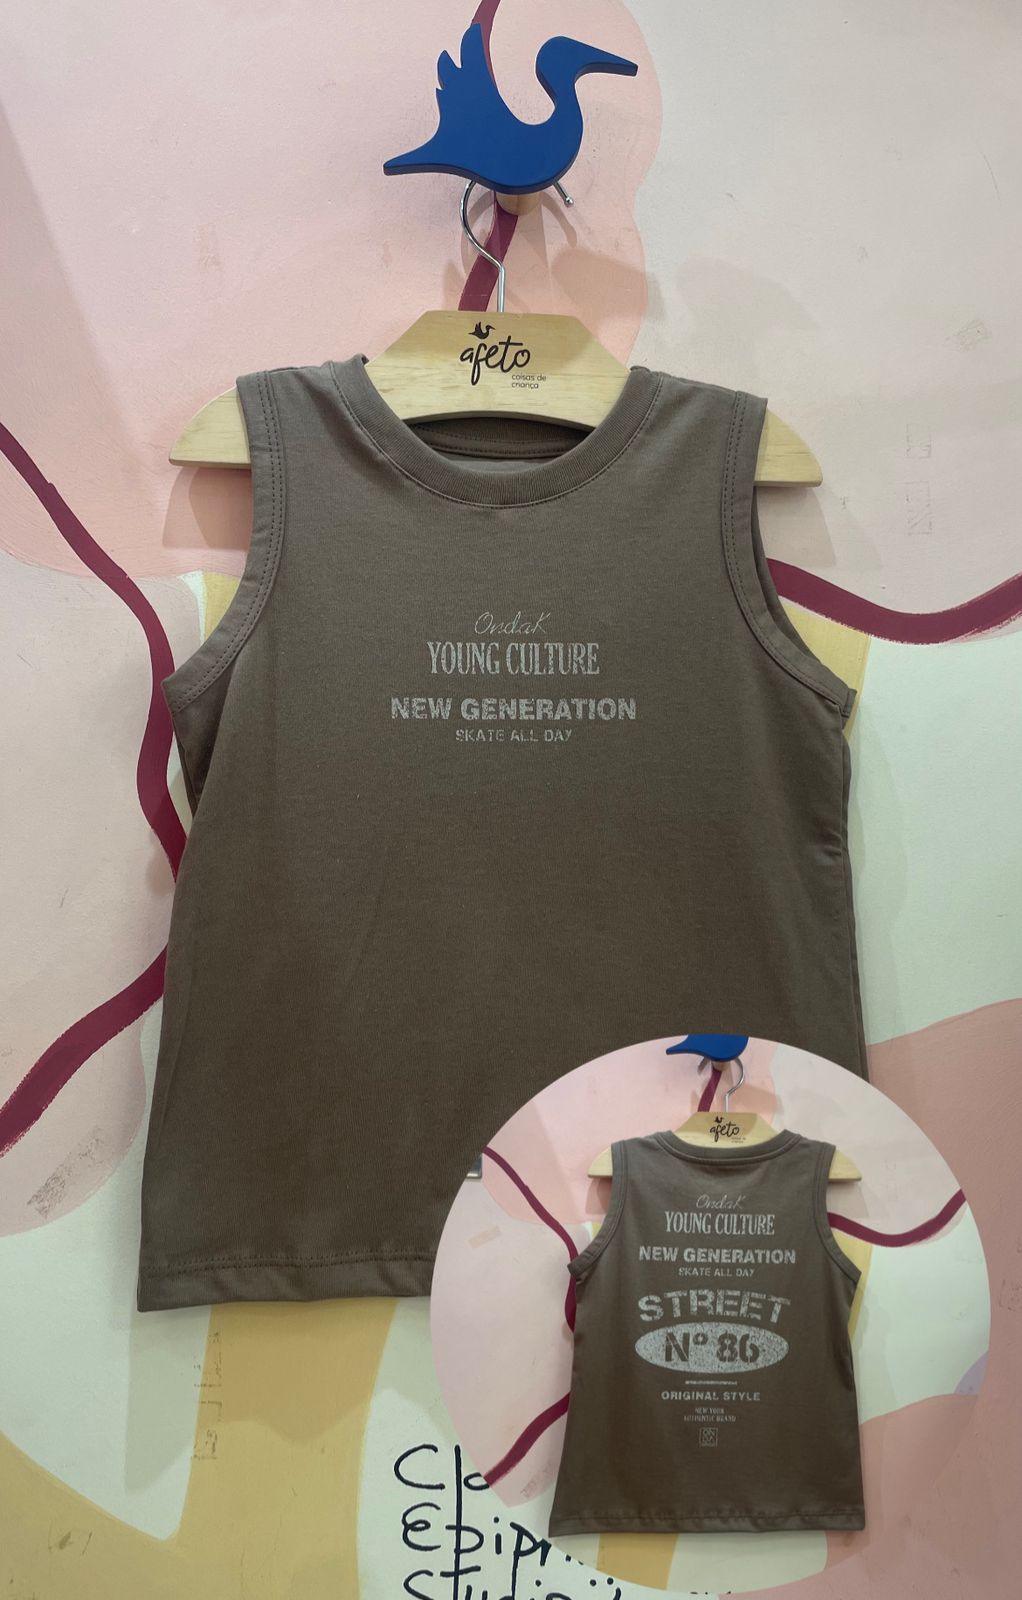 afeto
coisas de
criança
Ondak
YOUNG CULTURE
NEW GENERATION
SKATE ALL DAY
afeto
Ondak
YOUNG CULTURE
NEW GENERATION
SKATE ALL DAY
STREET
Nº 86
ORIGINAL STYLE
NEW YORK
AUTHENTIC BRAND